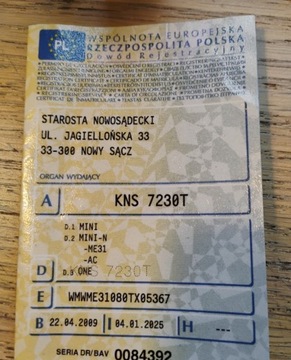 PL
WSPÓLNOTA EUROPEJSKA
RZECZPOSPOLITA POLSKA
Dowód Rejestracyjny
STAROSTA NOWOSĄDECKI
UL. JAGIELLOŃSKA 33
33-300 NOWY SĄCZ
ORGAN WYDAJĄCY
A KNS 7230T
D.1 MINI
D.2 MINI-N
-ME31
-AC
D D.3 ONE KNS 7230T
E WMWME31080TX05367
B 22.04.2009 I 04.01.2025 H ---
SERIA DR/BAV 0084392